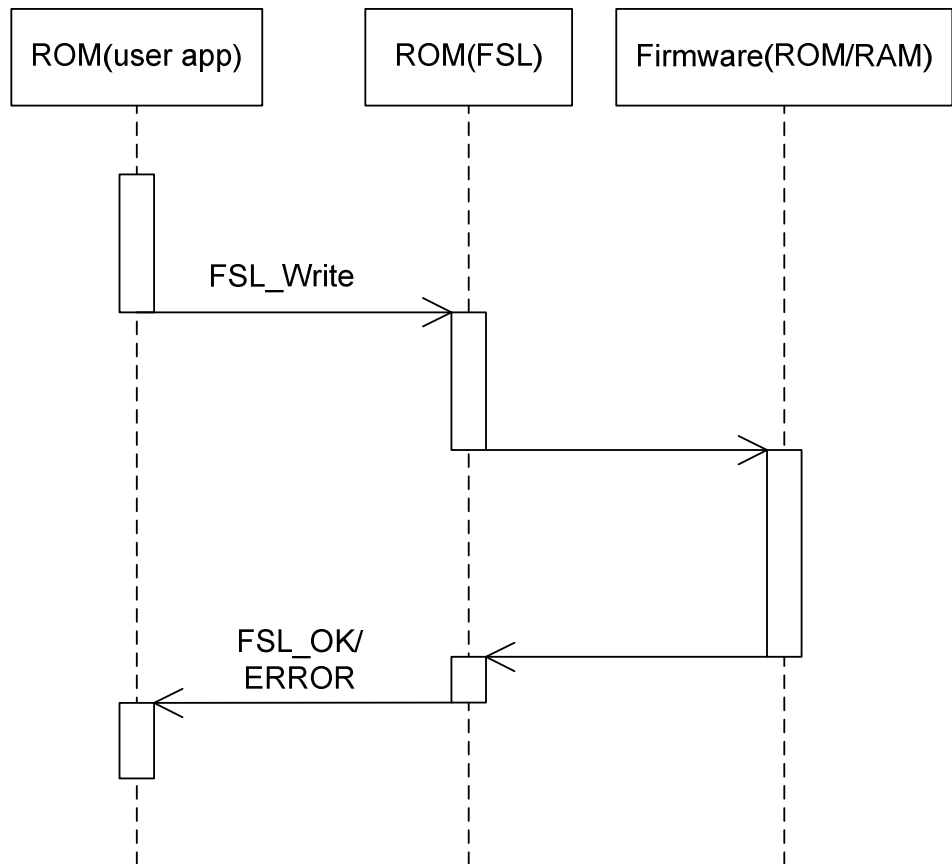 ROM(user app)
ROM(FSL)
Firmware(ROM/RAM)
FSL_Write
FSL_OK/
ERROR